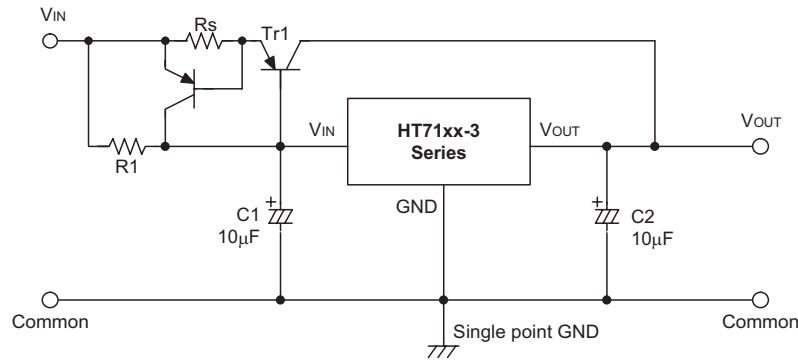 VIN
Rs
Tr1
R1
VIN
HT71xx-3
Series
VOUT
VOUT
GND
C1
10μF
C2
10μF
Common
Single point GND
Common
+
+